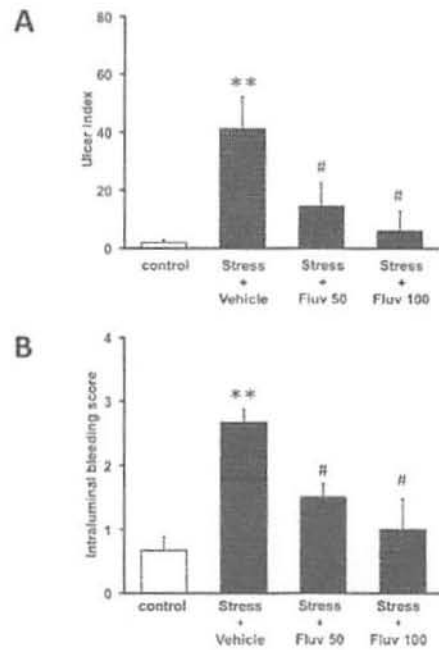 A
80
60
40
20
0
Ulcer index
**
#
#
control Stress + Vehicle Stress + Fluv 50 Stress + Fluv 100
B
4
3
2
1
0
Intraluminal bleeding score
**
#
#
control Stress + Vehicle Stress + Fluv 50 Stress + Fluv 100